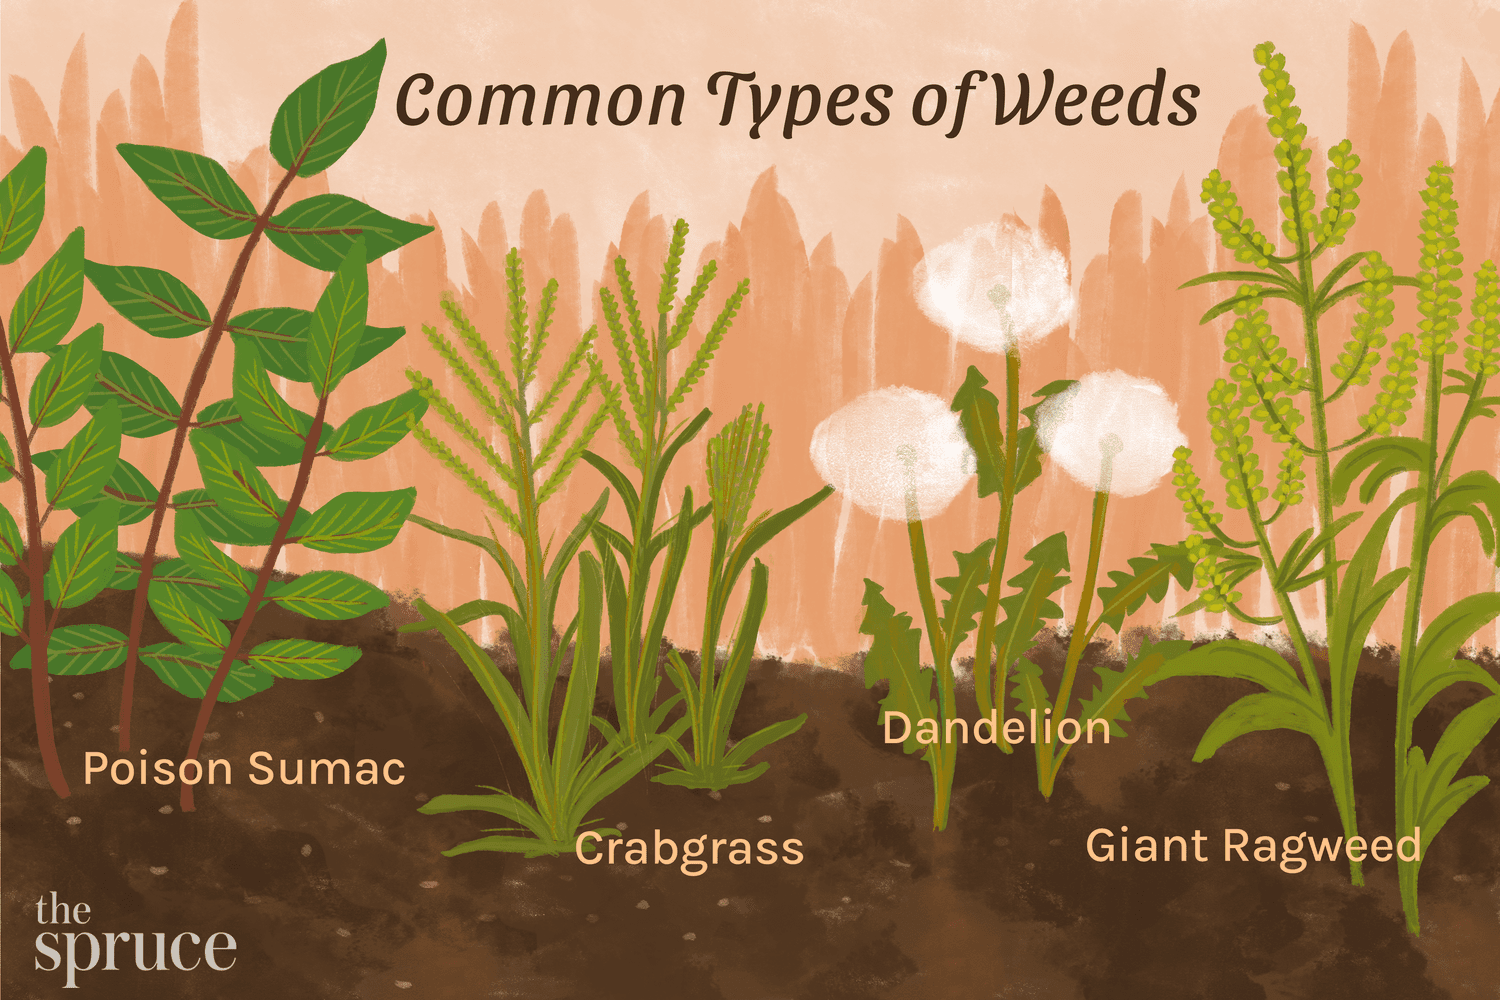 Common Types of Weeds
Poison Sumac
Crabgrass
Dandelion
Giant Ragweed
the
spruce